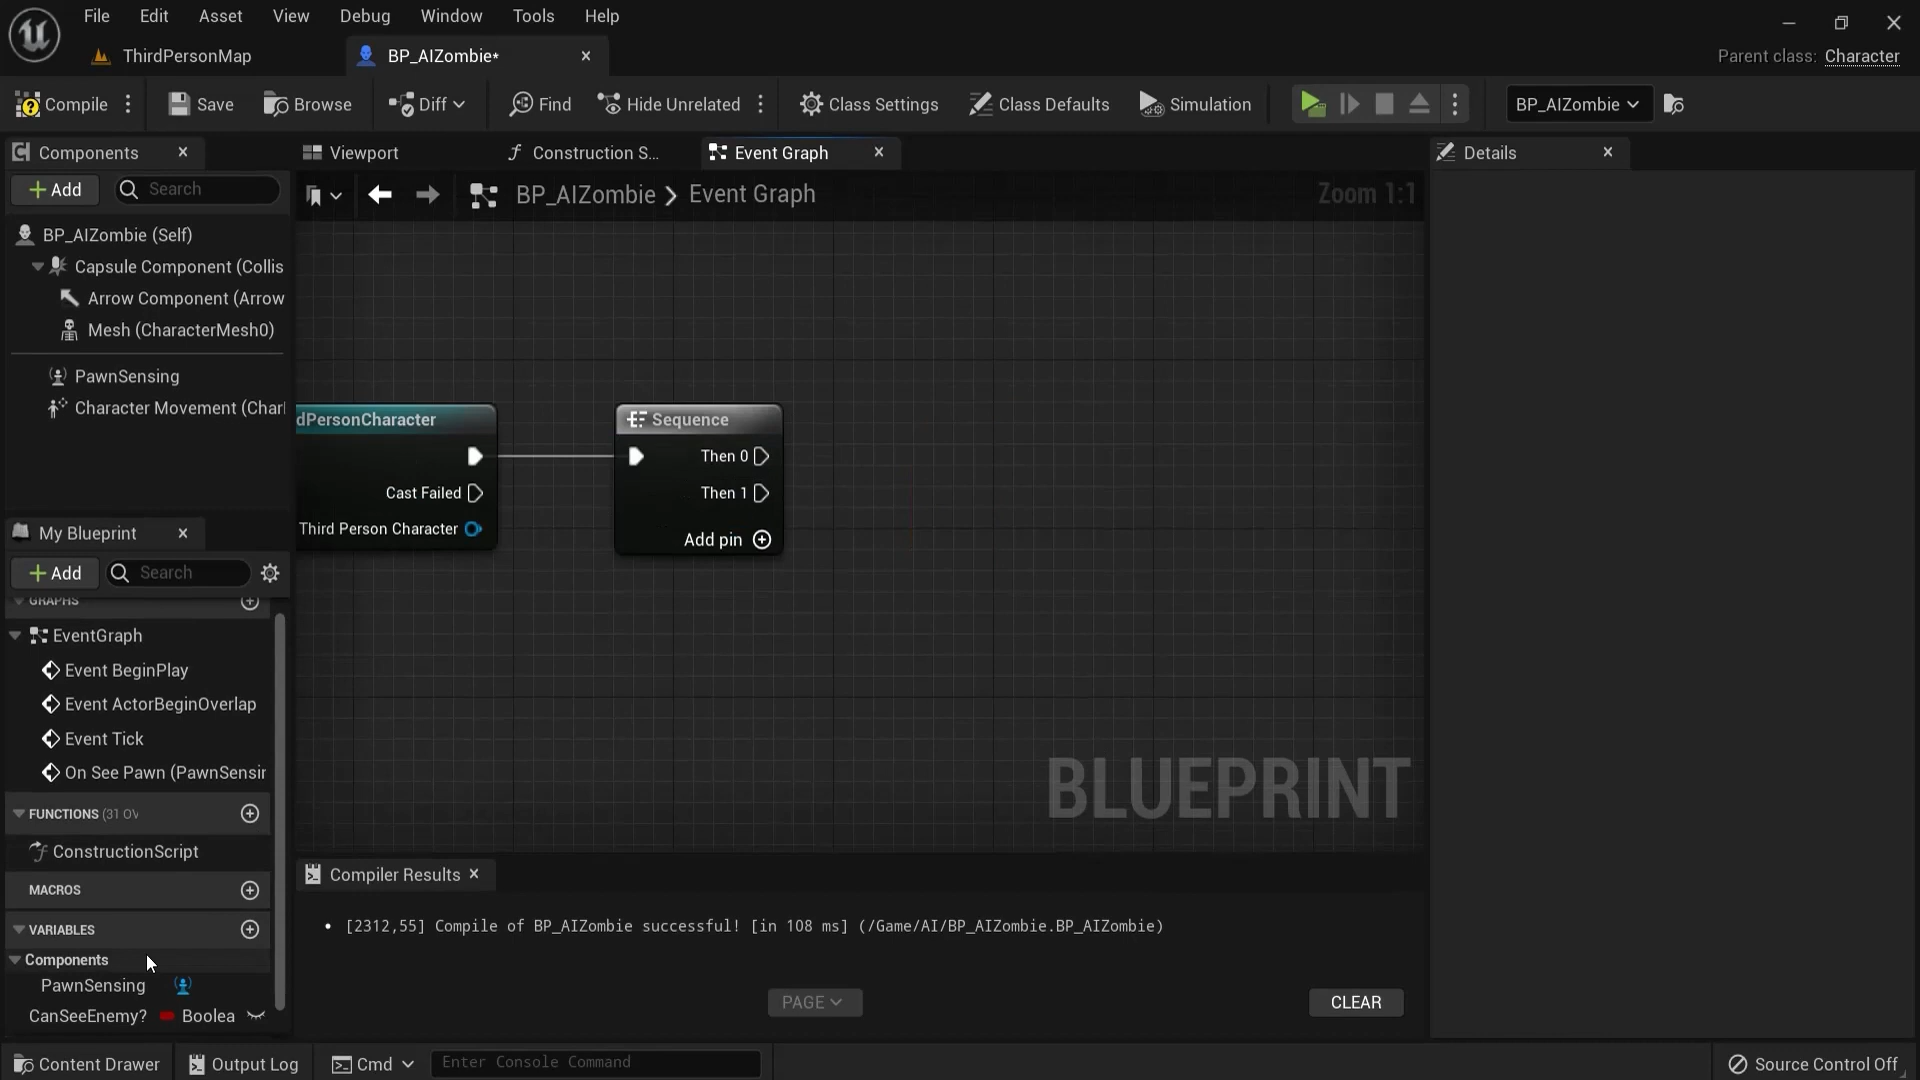 File Edit Asset View Debug Window Tools Help
ThirdPersonMap
BP_AIZombie*
Parent class: Character
Compile Save Browse Diff Find Hide Unrelated Class Settings Class Defaults Simulation BP_AIZombie
Components
Viewport
Construction S...
Event Graph
Details
Add
Search
BP_AIZombie > Event Graph
Zoom 1:1
BP_AIZombie (Self)
Capsule Component (Collis
Arrow Component (Arrow
Mesh (CharacterMesh0)
PawnSensing
Character Movement (Char
dPersonCharacter
Cast Failed
Third Person Character
Sequence
Then 0
Then 1
Add pin
BLUEPRINT
My Blueprint
Add
Search
GRAPHS
EventGraph
Event BeginPlay
Event ActorBeginOverlap
Event Tick
On See Pawn (PawnSensin
FUNCTIONS (31 OV
ConstructionScript
MACROS
VARIABLES
Components
PawnSensing
CanSeeEnemy? Boolea
Compiler Results
• [2312,55] Compile of BP_AIZombie successful! [in 108 ms] (/Game/AI/BP_AIZombie.BP_AIZombie)
PAGE
CLEAR
Content Drawer Output Log Cmd Enter Console Command Source Control Off